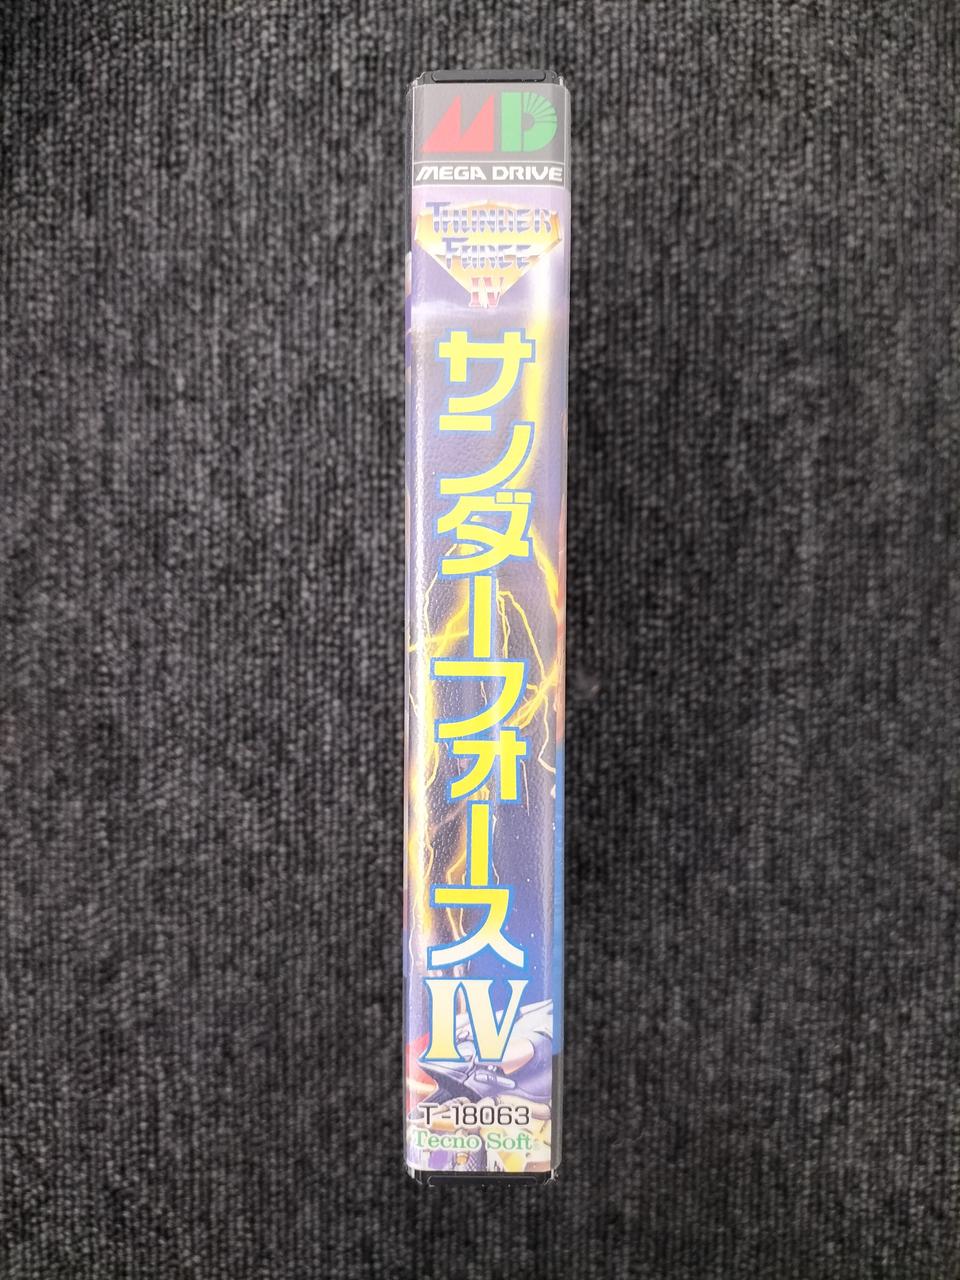 MD
MEGA DRIVE
THUNDER
FORCE
IV
サンダーフォースIV
T-18063
Tecno Soft